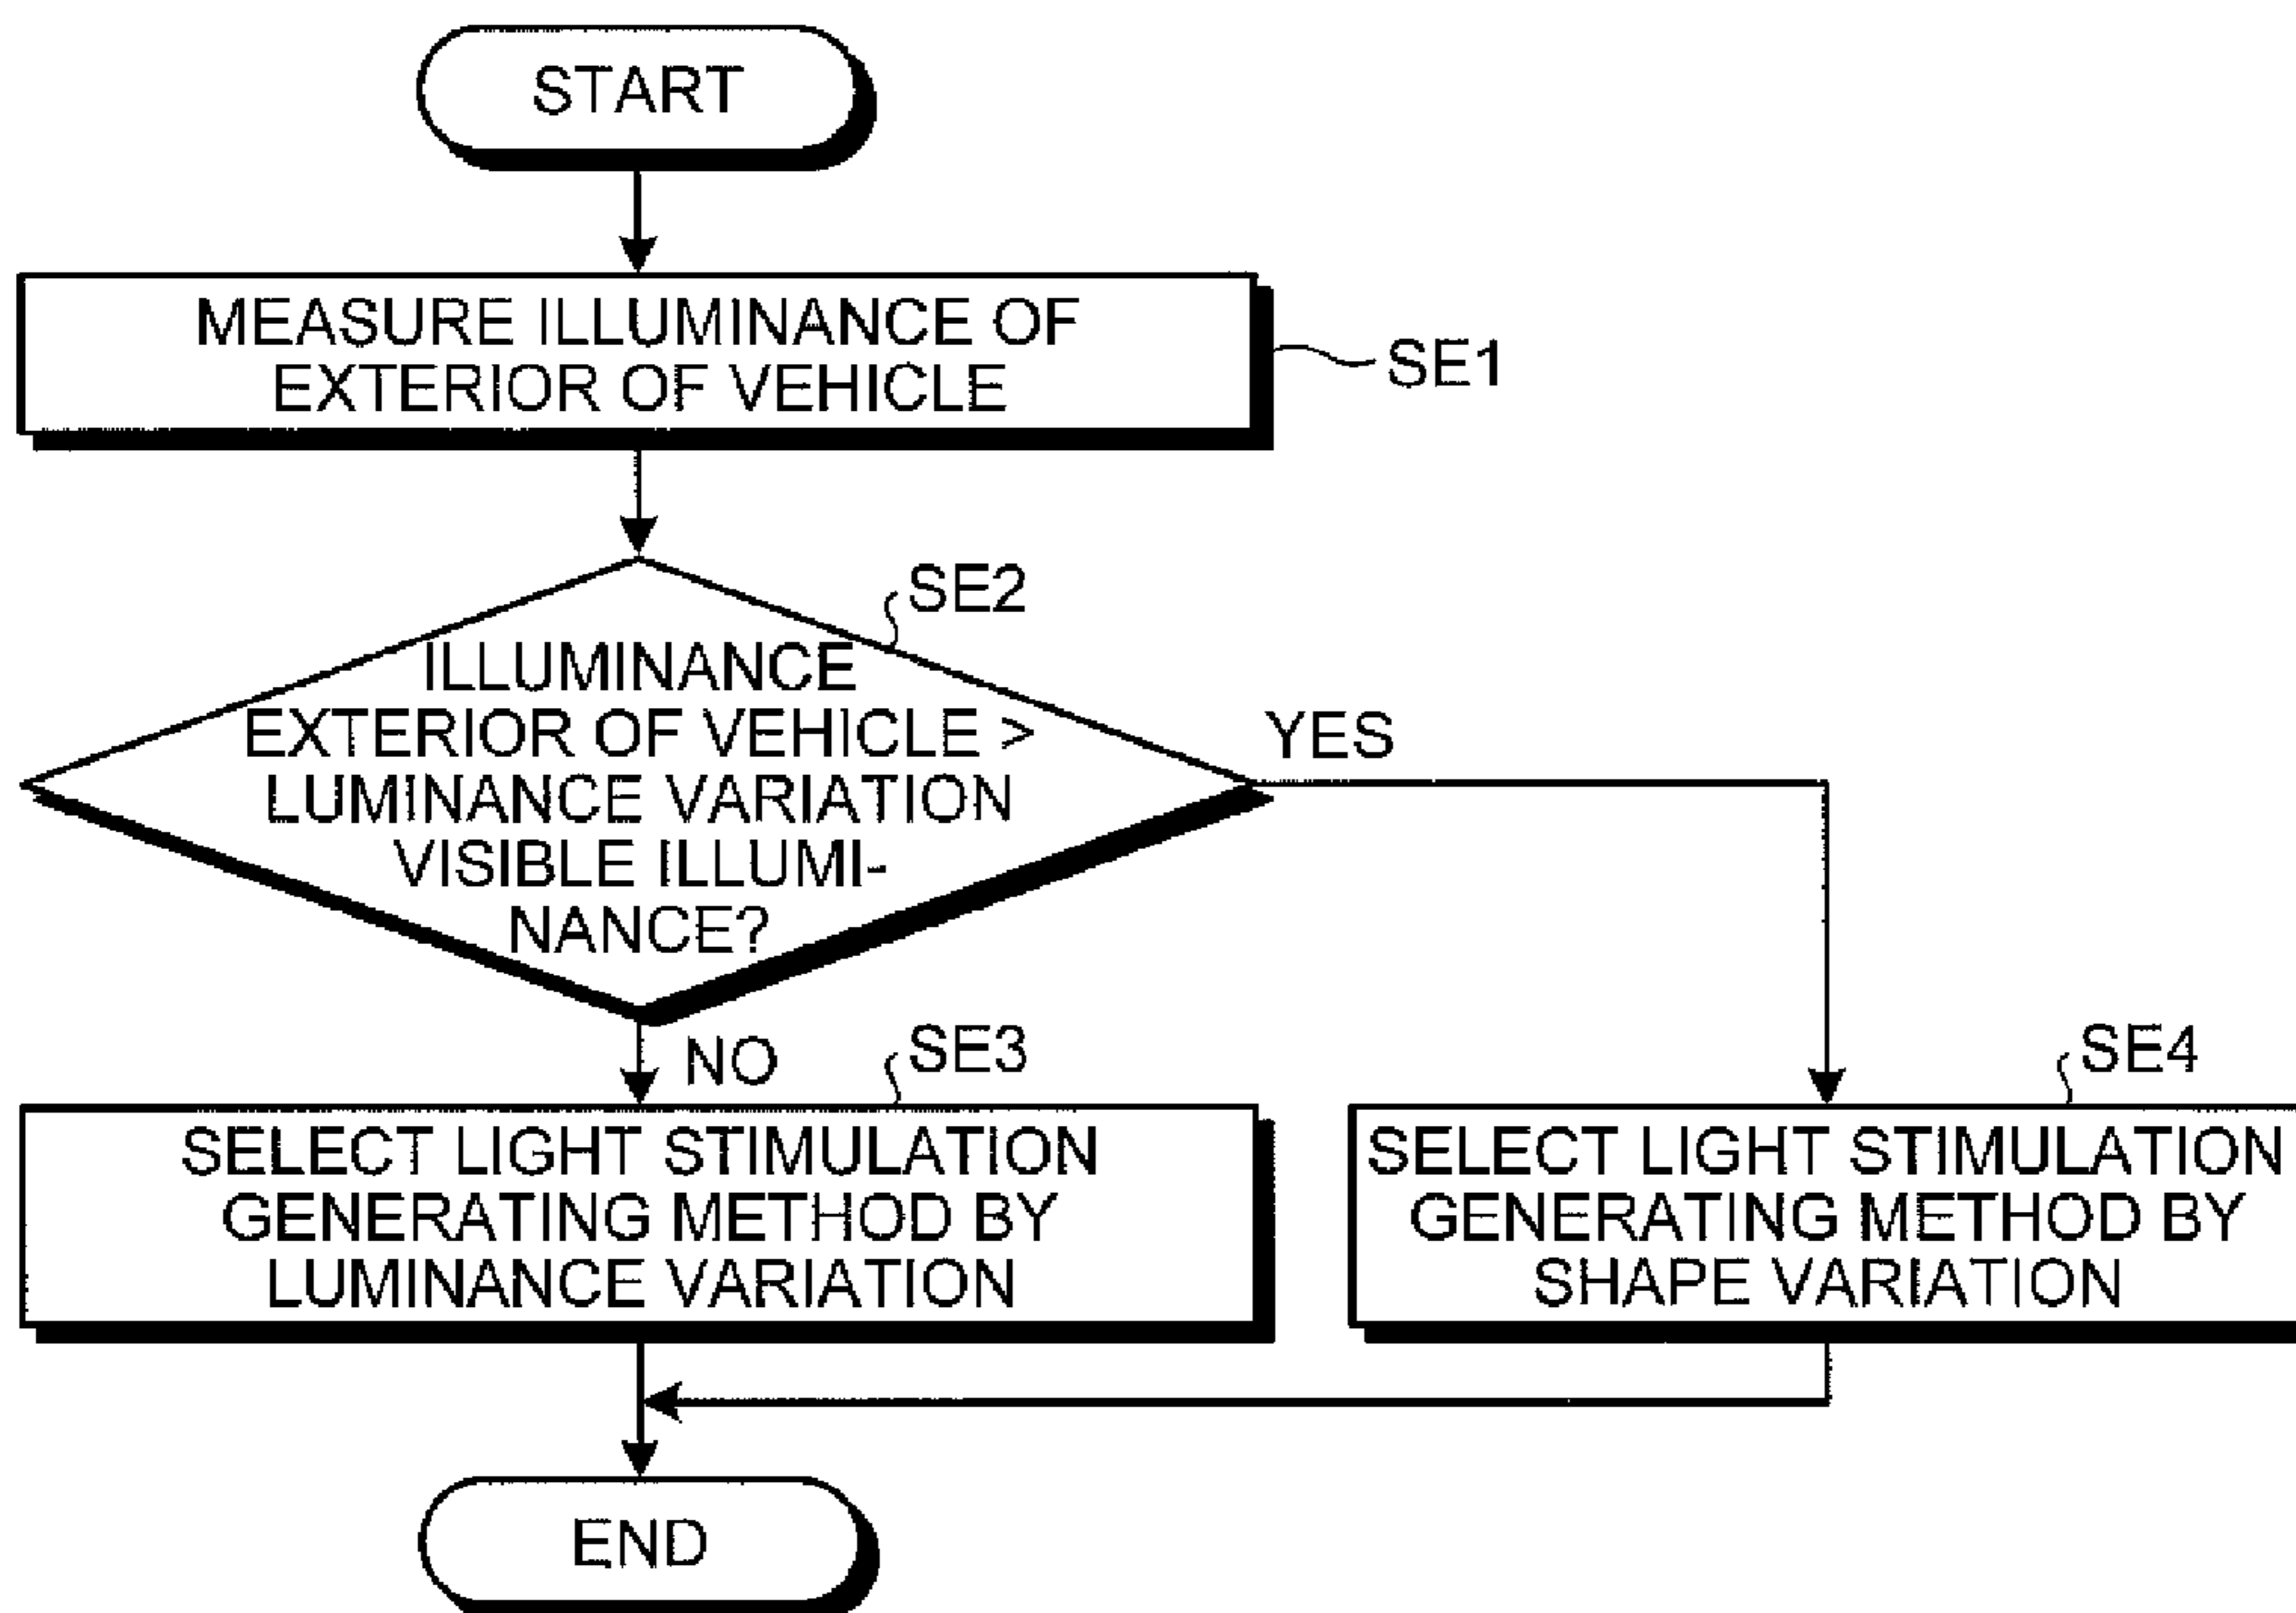 START
MEASURE ILLUMINANCE OF
EXTERIOR OF VEHICLE
SE1
SE2
ILLUMINANCE
EXTERIOR OF VEHICLE >
LUMINANCE VARIATION
VISIBLE ILLUMI-
NANCE?
YES
NO
SE3
SELECT LIGHT STIMULATION
GENERATING METHOD BY
LUMINANCE VARIATION
SE4
SELECT LIGHT STIMULATION
GENERATING METHOD BY
SHAPE VARIATION
END